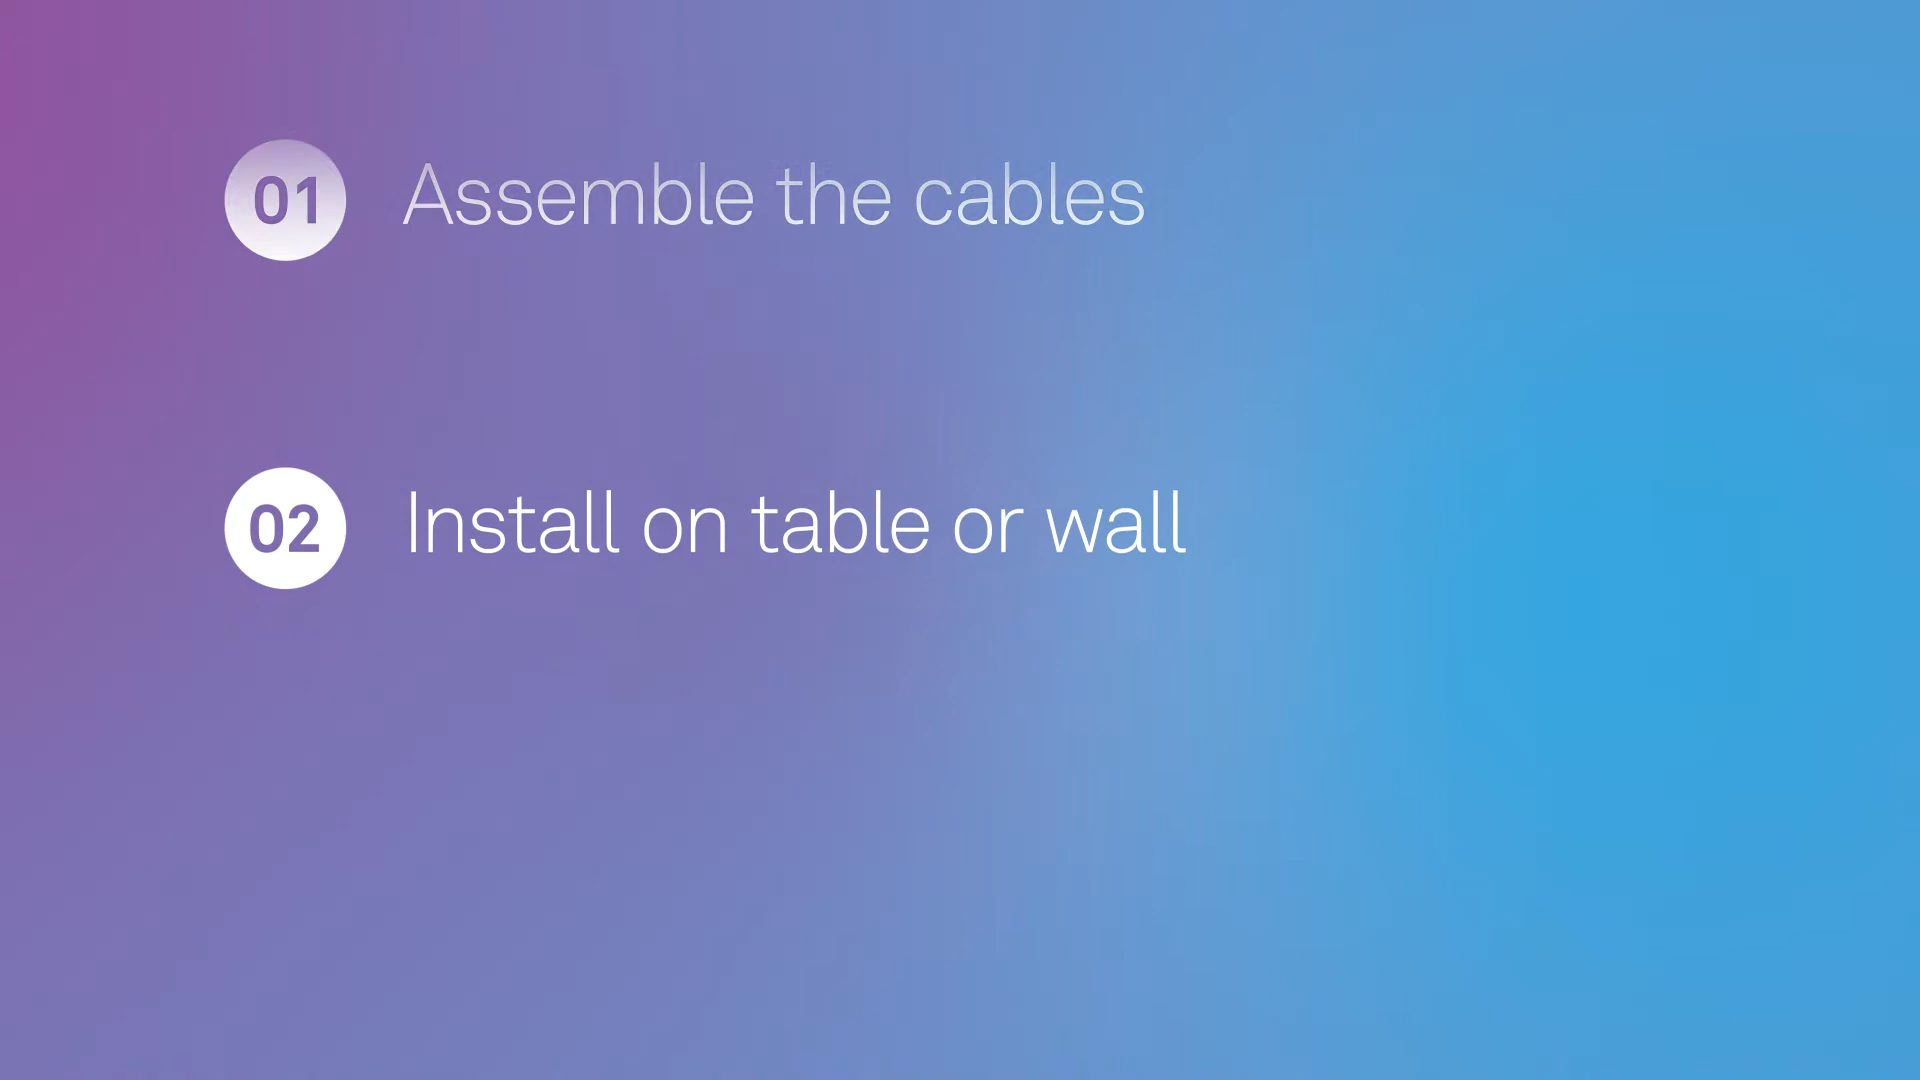 01 Assemble the cables
02 Install on table or wall